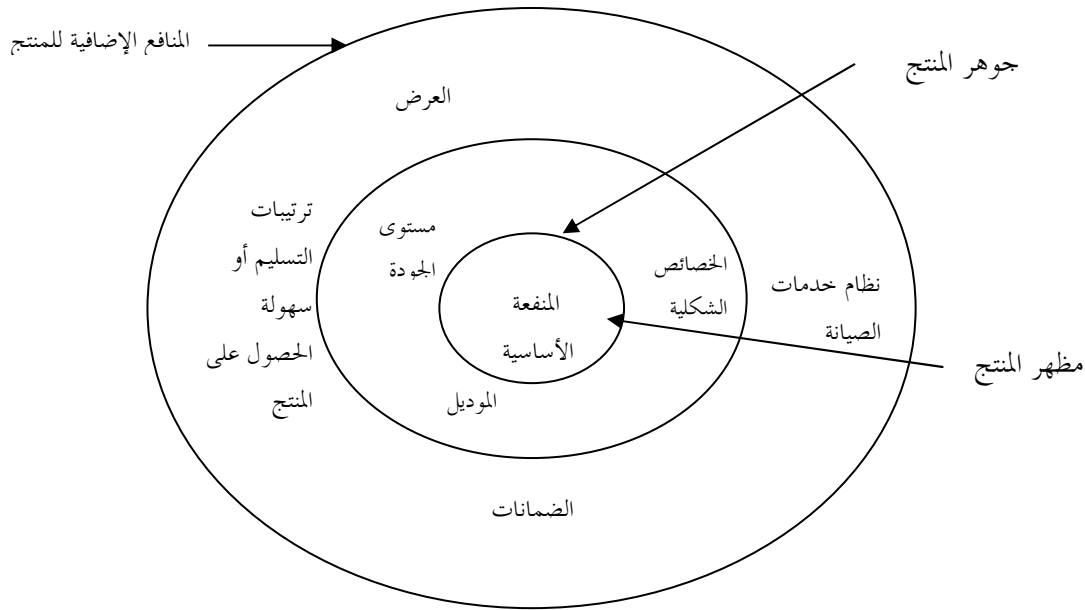 المنافع الإضافية للمنتج
جوهر المنتج
العرض
ترتيبات
التسليم أو
سهولة
الحصول على
المنتج
مستوى
الجودة
الخصائص
الشكلية
نظام خدمات
الصيانة
المنفعة
الأساسية
مظهر المنتج
الموديل
الضمانات